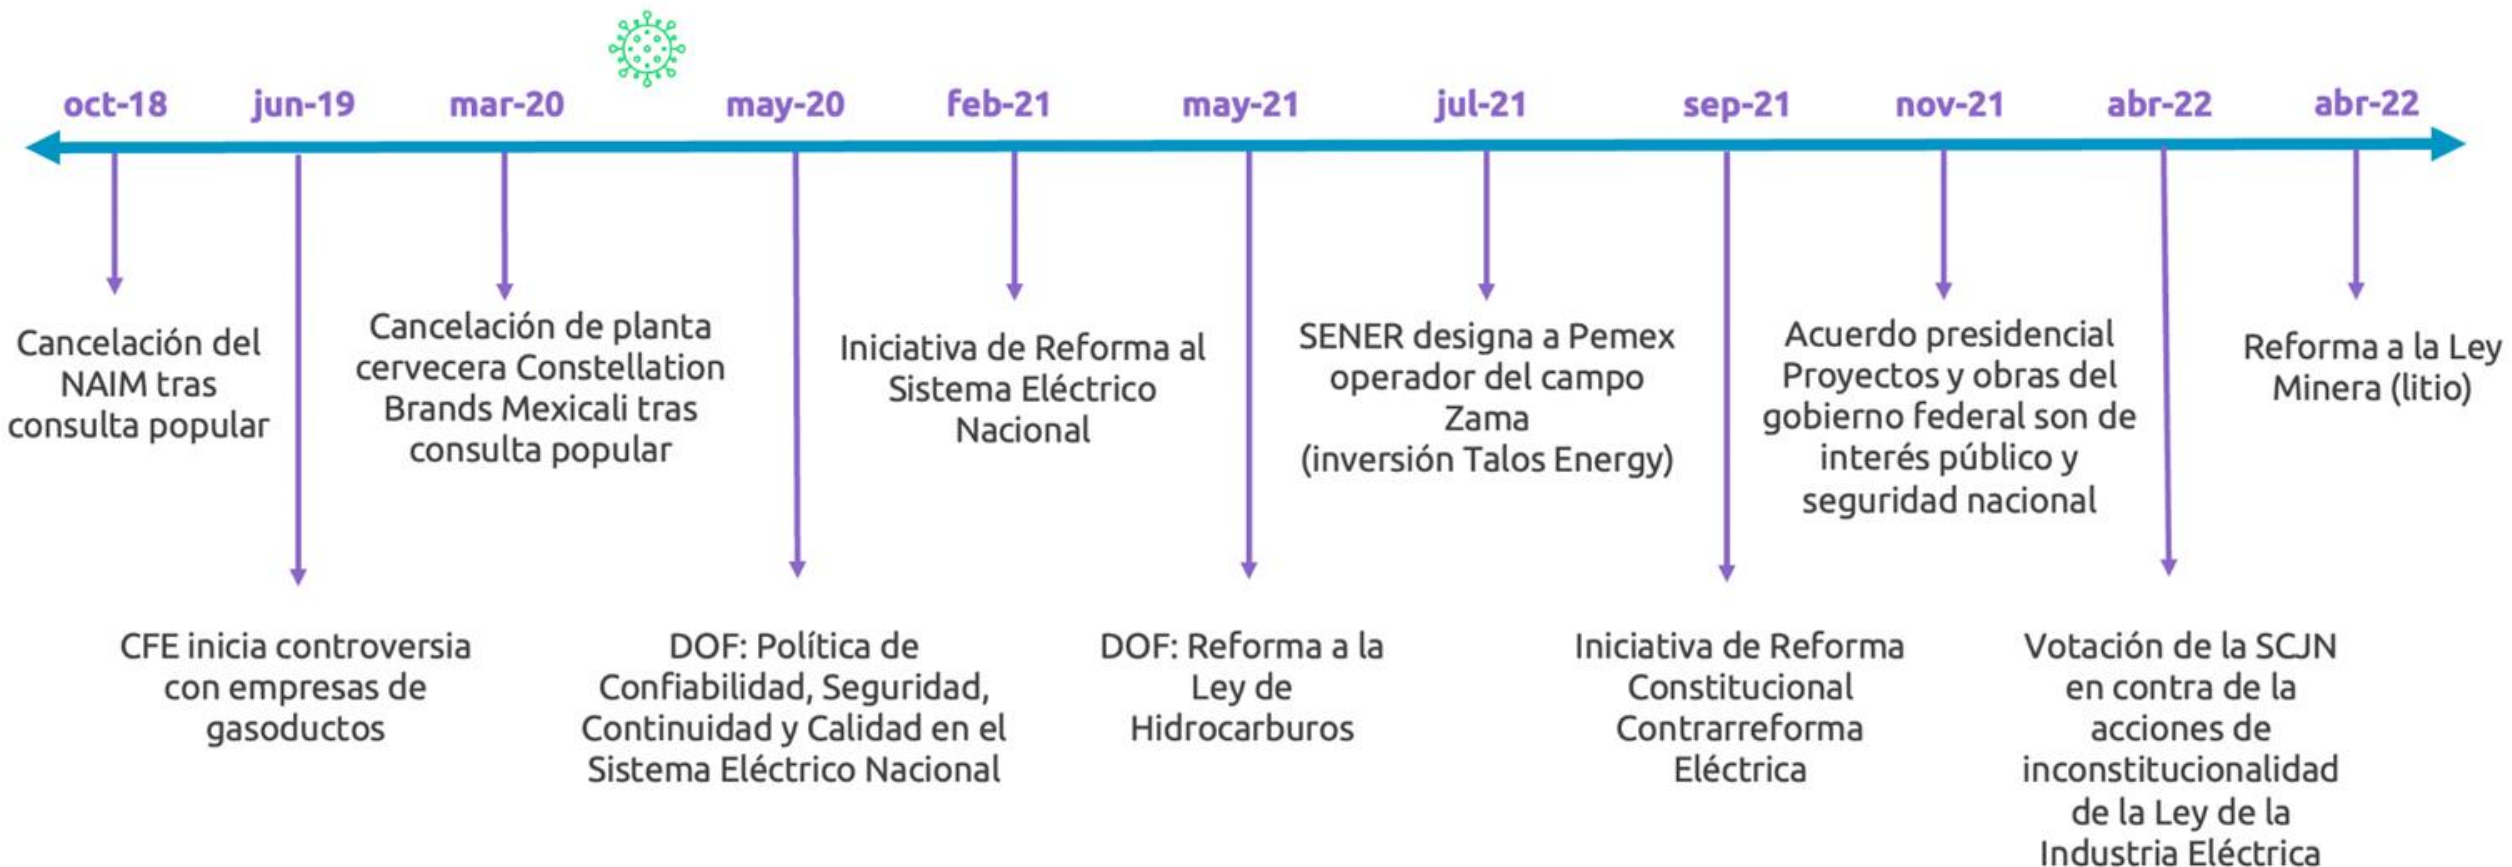 oct-18
jun-19
mar-20
may-20
feb-21
may-21
jul-21
sep-21
nov-21
abr-22
abr-22
Cancelación del
NAIM tras
consulta popular
Cancelación de planta
cervecera Constellation
Brands Mexicali tras
consulta popular
Iniciativa de Reforma al
Sistema Eléctrico
Nacional
SENER designa a Pemex
operador del campo
Zama
(inversión Talos Energy)
Acuerdo presidencial
Proyectos y obras del
gobierno federal son de
interés público y
seguridad nacional
Reforma a la Ley
Minera (litio)
CFE inicia controversia
con empresas de
gasoductos
DOF: Política de
Confiabilidad, Seguridad,
Continuidad y Calidad en el
Sistema Eléctrico Nacional
DOF: Reforma a la
Ley de
Hidrocarburos
Iniciativa de Reforma
Constitucional
Contrarreforma
Eléctrica
Votación de la SCJN
en contra de la
acciones de
inconstitucionalidad
de la Ley de la
Industria Eléctrica